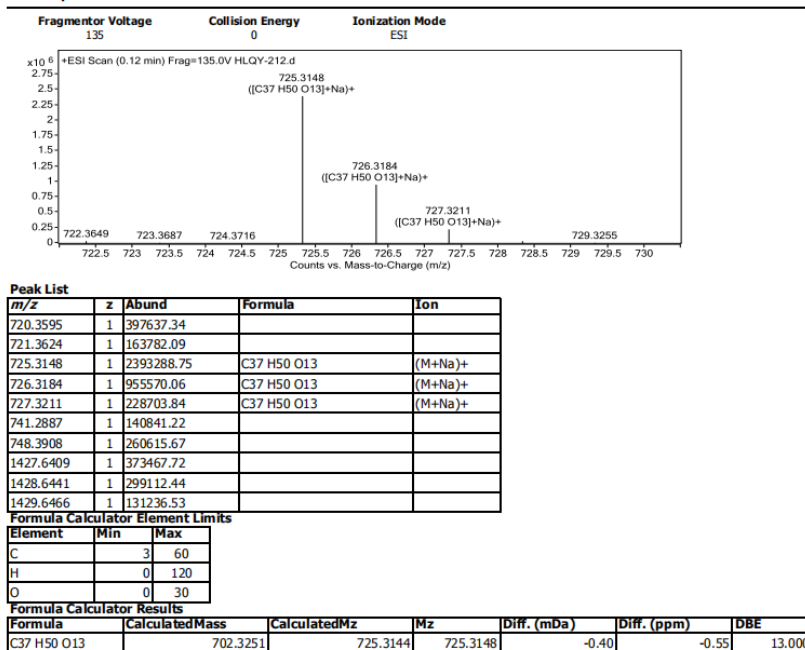 Fragmentor Voltage Collision Energy Ionization Mode
135 0 ESI
x10 6 +ESI Scan (0.12 min) Frag=135.0V HLQY-212.d
2.75
2.5
2.25
2
1.75
1.5
1.25
1
0.75
0.5
0.25
0
725.3148
([C37 H50 O13]+Na)+
726.3184
([C37 H50 O13]+Na)+
727.3211
([C37 H50 O13]+Na)+
722.3649 723.3687 724.3716 729.3255
722.5 723 723.5 724 724.5 725 725.5 726 726.5 727 727.5 728 728.5 729 729.5 730
Counts vs. Mass-to-Charge (m/z)
Peak List
m/z z Abund Formula Ion
720.3595 1 397637.34
721.3624 1 163782.09
725.3148 1 2393288.75 C37 H50 O13 (M+Na)+
726.3184 1 955570.06 C37 H50 O13 (M+Na)+
727.3211 1 228703.84 C37 H50 O13 (M+Na)+
741.2887 1 140841.22
748.3908 1 260615.67
1427.6409 1 373467.72
1428.6441 1 299112.44
1429.6466 1 131236.53
Formula Calculator Element Limits
Element Min Max
C 3 60
H 0 120
O 0 30
Formula Calculator Results
Formula CalculatedMass CalculatedMz Mz Diff. (mDa) Diff. (ppm) DBE
C37 H50 O13 702.3251 725.3144 725.3148 -0.40 -0.55